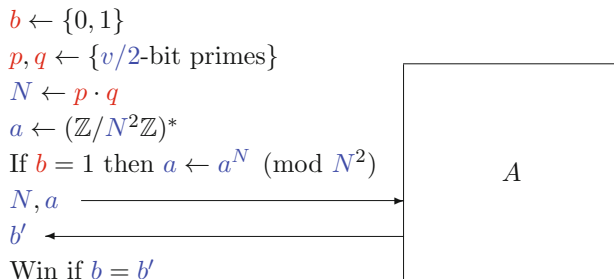 b ← {0, 1}
p, q ← {v/2-bit primes}
N ← p · q
a ← (ℤ/N²ℤ)*
If b = 1 then a ← a^N (mod N²)
A
N, a
b′
Win if b = b′